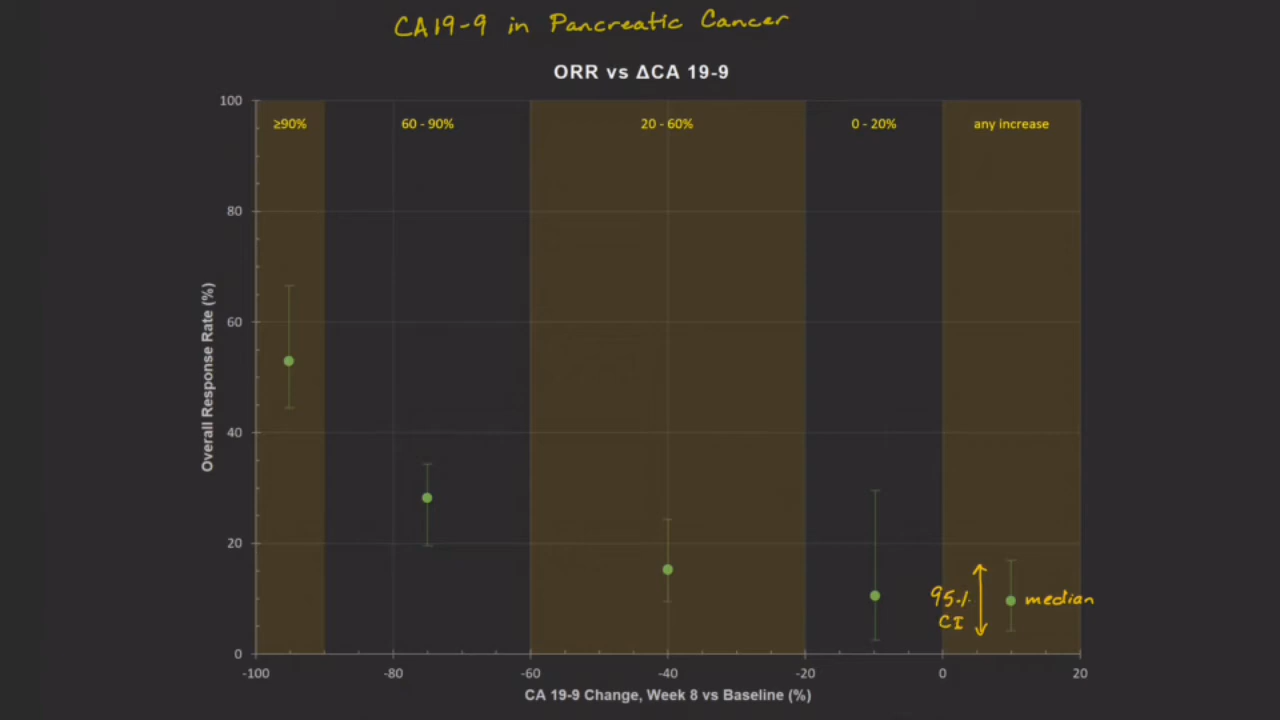 CA19-9 in Pancreatic Cancer
ORR vs ΔCA 19-9
≥90%
60 - 90%
20 - 60%
0 - 20%
any increase
100
80
60
40
20
0
Overall Response Rate (%)
95% CI
median
-100
-80
-60
-40
-20
0
20
CA 19-9 Change, Week 8 vs Baseline (%)